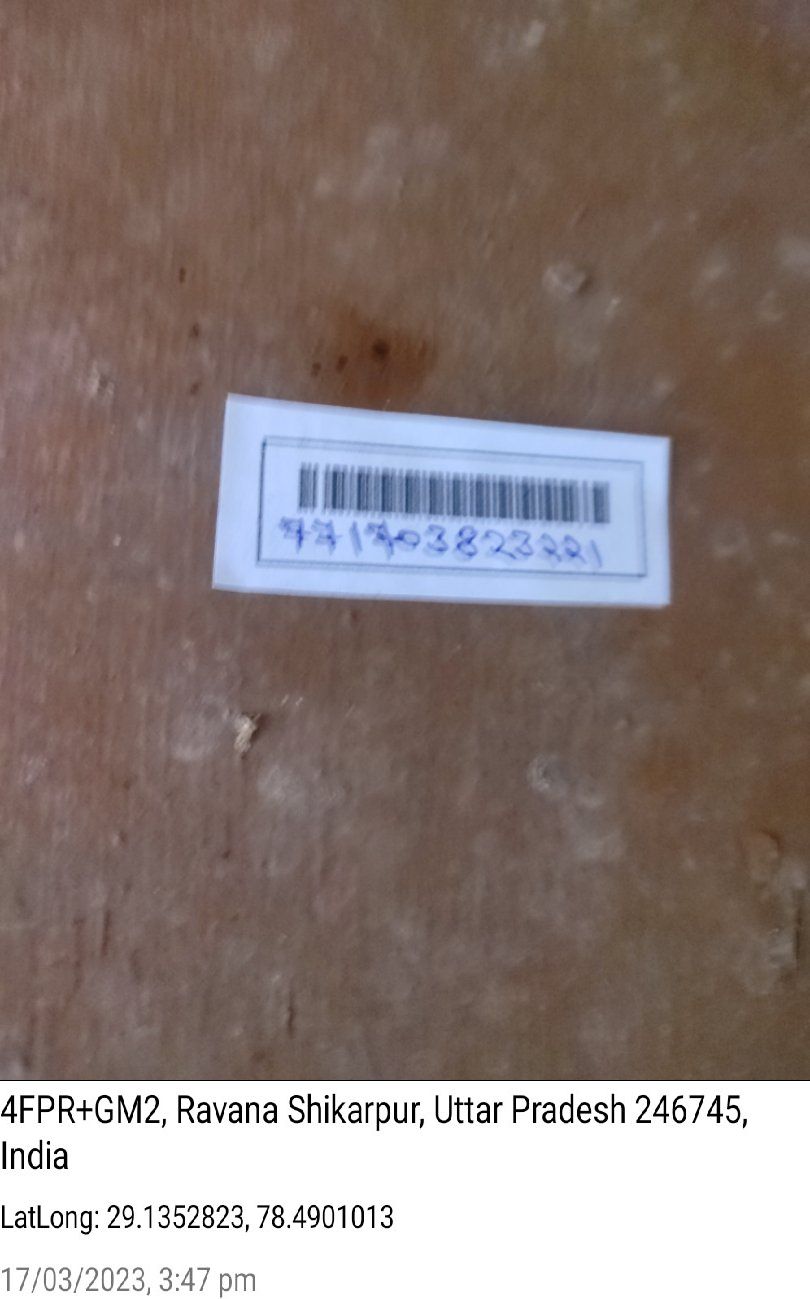 771703823221
4FPR+GM2, Ravana Shikarpur, Uttar Pradesh 246745,
India
LatLong: 29.1352823, 78.4901013
17/03/2023, 3:47 pm